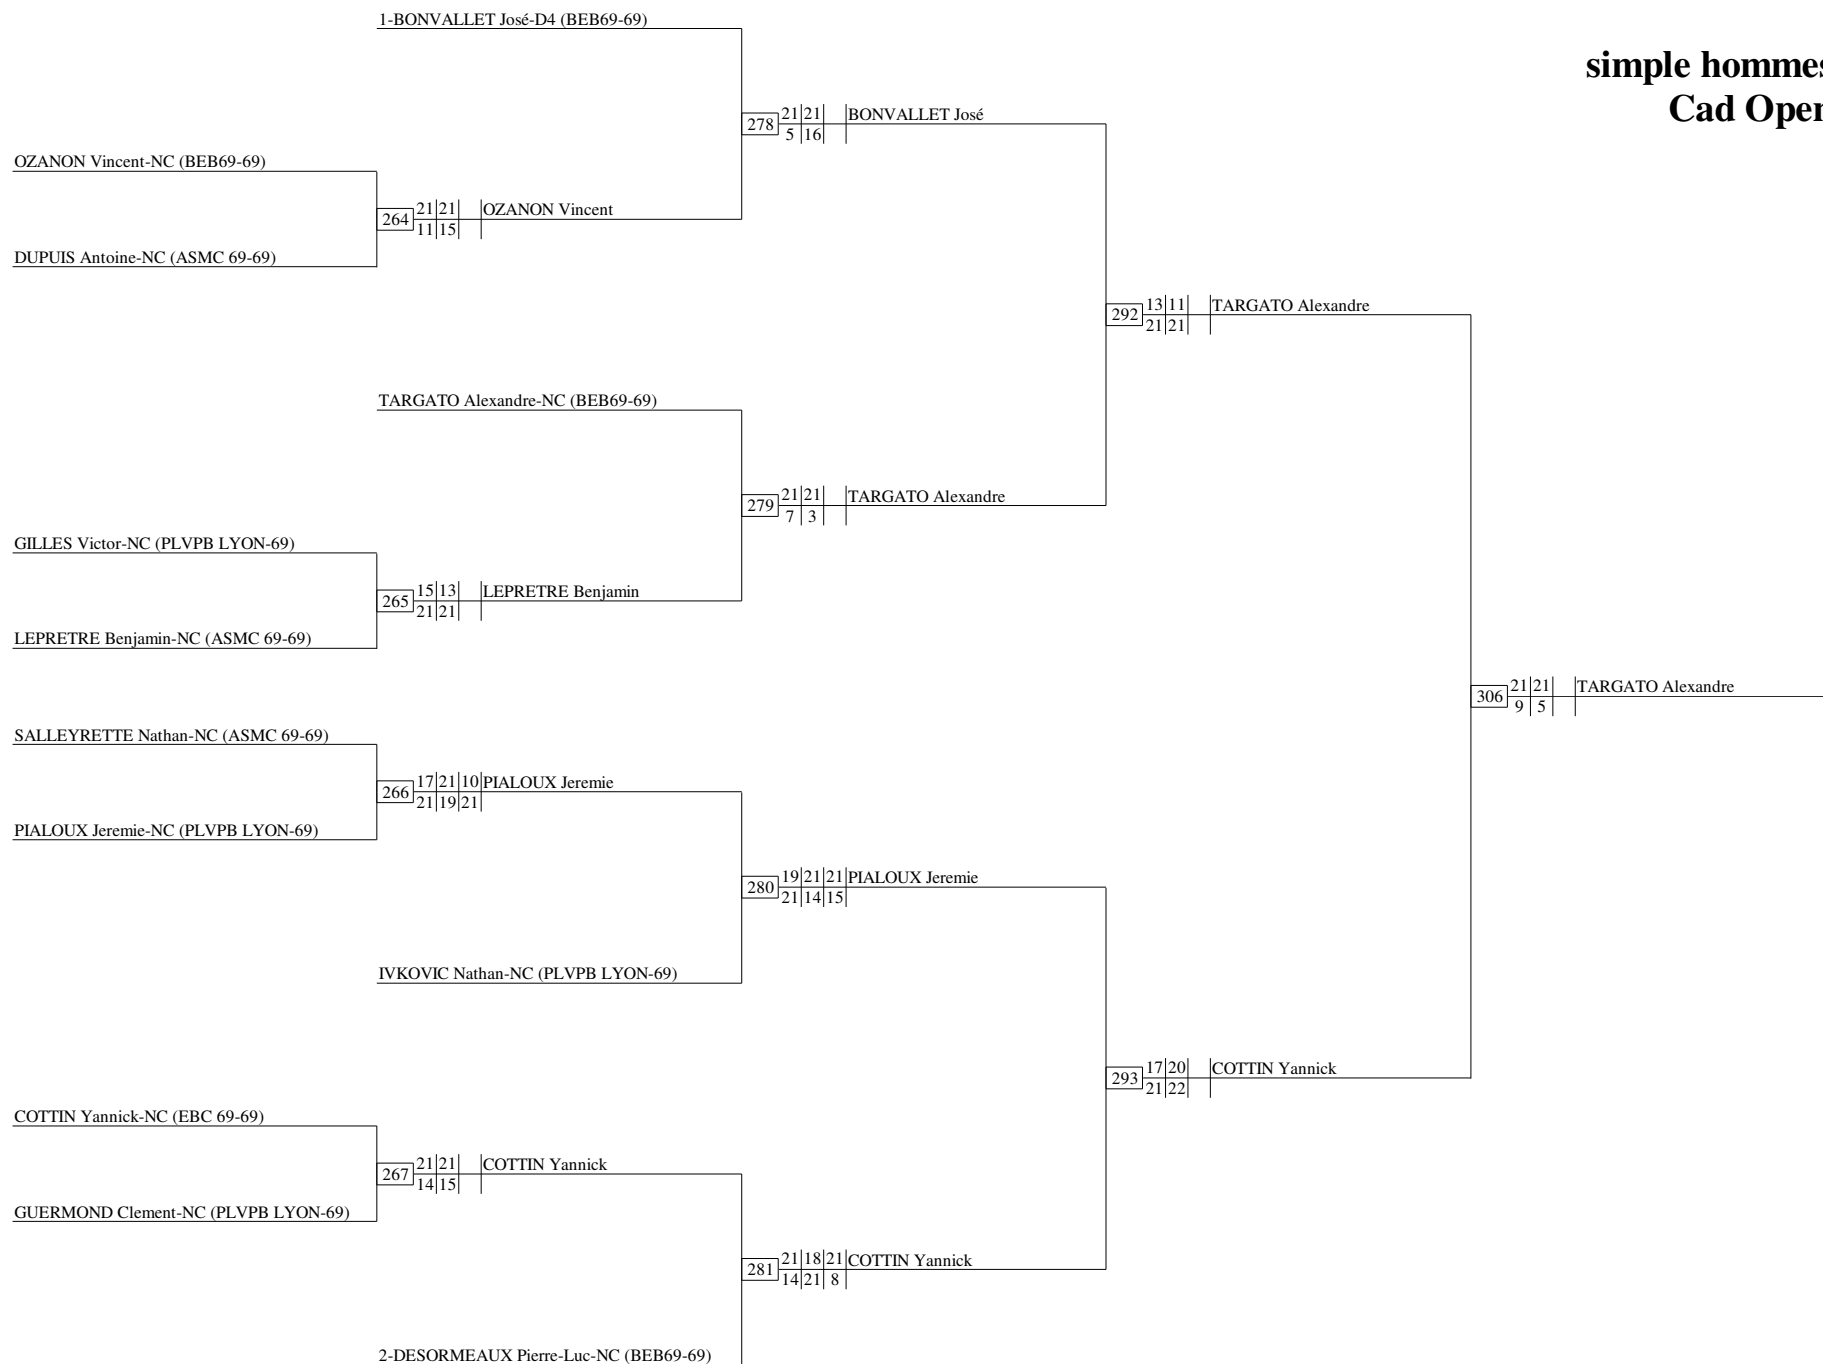 1-BONVALLET José-D4 (BEB69-69)
simple hommes
Cad Open
278 21 21 BONVALLET José
5 16
OZANON Vincent-NC (BEB69-69)
264 21 21 OZANON Vincent
11 15
DUPUIS Antoine-NC (ASMC 69-69)
292 13 11 TARGATO Alexandre
21 21
TARGATO Alexandre-NC (BEB69-69)
279 21 21 TARGATO Alexandre
7 3
GILLES Victor-NC (PLVPB LYON-69)
265 15 13 LEPRETRE Benjamin
21 21
LEPRETRE Benjamin-NC (ASMC 69-69)
306 21 21 TARGATO Alexandre
9 5
SALLEYRETTE Nathan-NC (ASMC 69-69)
266 17 21 10 PIALOUX Jeremie
21 19 21
PIALOUX Jeremie-NC (PLVPB LYON-69)
280 19 21 21 PIALOUX Jeremie
21 14 15
IVKOVIC Nathan-NC (PLVPB LYON-69)
293 17 20 COTTIN Yannick
21 22
COTTIN Yannick-NC (EBC 69-69)
267 21 21 COTTIN Yannick
14 15
GUERMOND Clement-NC (PLVPB LYON-69)
281 21 18 21 COTTIN Yannick
14 21 8
2-DESORMEAUX Pierre-Luc-NC (BEB69-69)